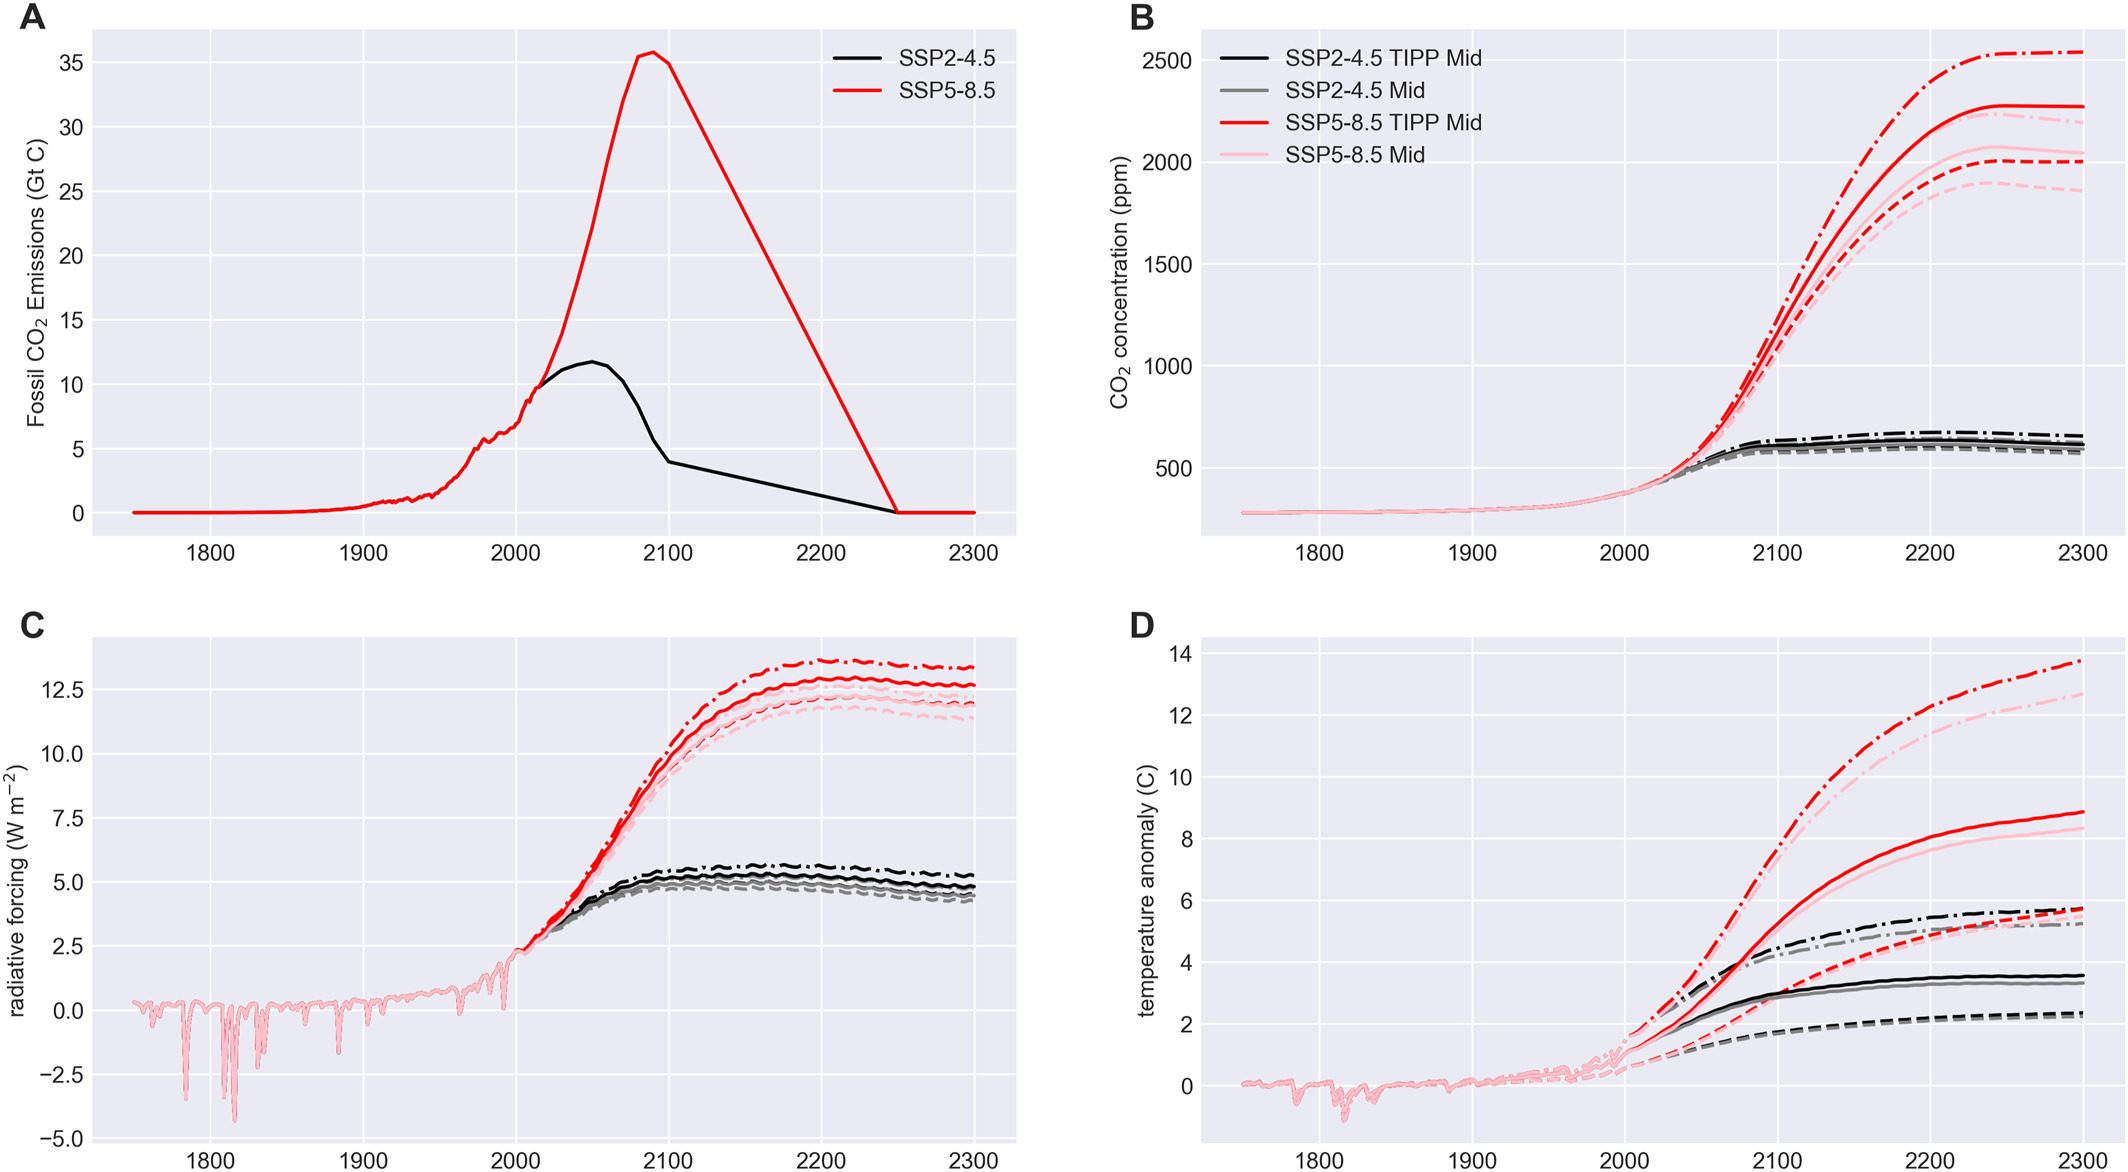 A
Fossil CO2 Emissions (Gt C)
35
30
25
20
15
10
5
0
1800 1900 2000 2100 2200 2300
SSP2-4.5
SSP5-8.5
B
CO2 concentration (ppm)
2500
2000
1500
1000
500
1800 1900 2000 2100 2200 2300
SSP2-4.5 TIPP Mid
SSP2-4.5 Mid
SSP5-8.5 TIPP Mid
SSP5-8.5 Mid
C
radiative forcing (W m−2)
12.5
10.0
7.5
5.0
2.5
0.0
−2.5
−5.0
1800 1900 2000 2100 2200 2300
D
temperature anomaly (C)
14
12
10
8
6
4
2
0
1800 1900 2000 2100 2200 2300